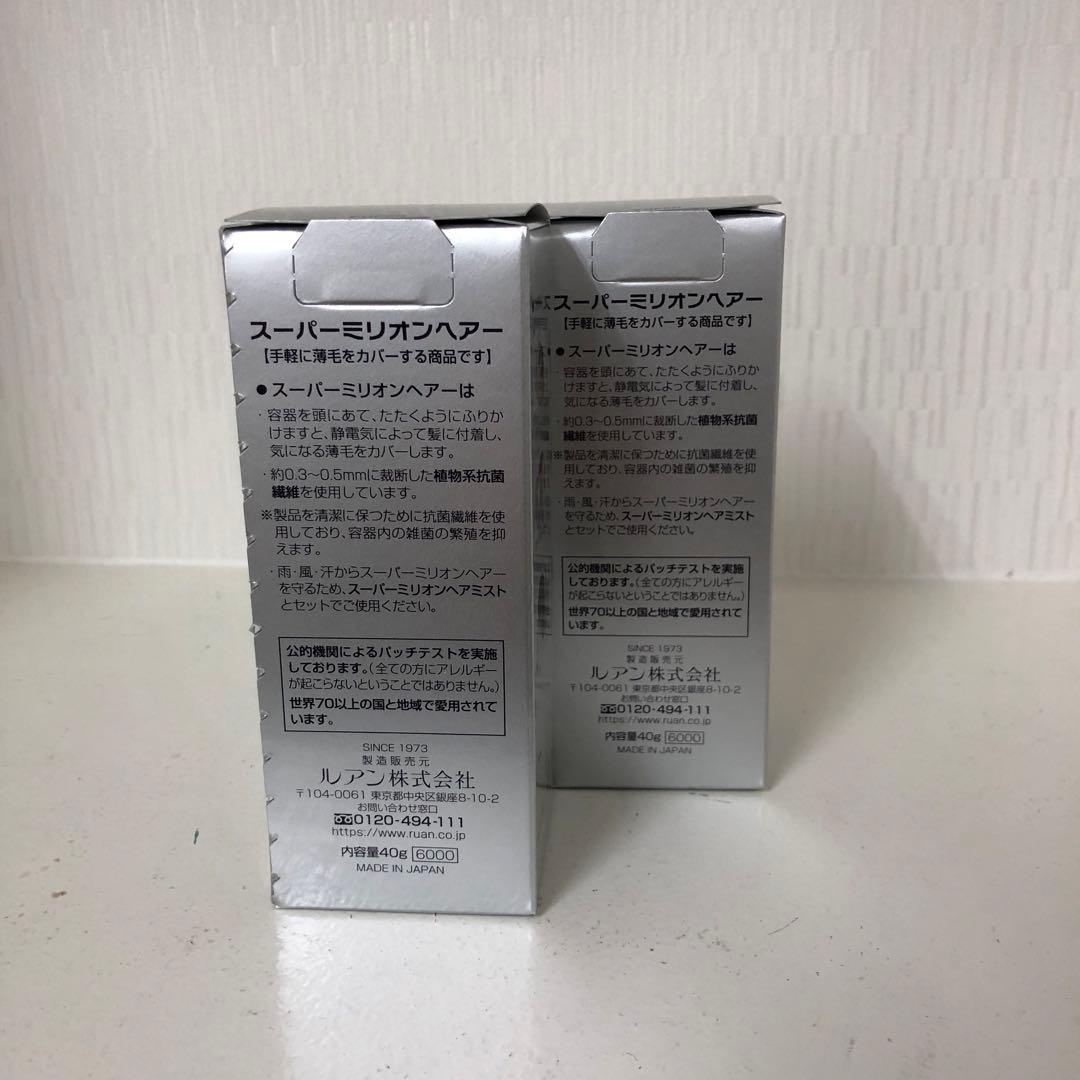 スーパーミリオンヘアー
【手軽に薄毛をカバーする商品です】
● スーパーミリオンヘアーは
・容器を頭にあて、たたくようにふりか
けますと、静電気によって髪に付着し、
気になる薄毛をカバーします。
・約0.3〜0.5mmに裁断した植物系抗菌
繊維を使用しています。
※製品を清潔に保つために抗菌繊維を使
用しており、容器内の雑菌の繁殖を抑
えます。
・雨・風・汗からスーパーミリオンヘアー
を守るため、スーパーミリオンヘアミスト
とセットでご使用ください。
公的機関によるパッチテストを実施
しております。(全ての方にアレルギー
が起こらないということではありません。)
世界70以上の国と地域で愛用されて
います。
SINCE 1973
製造販売元
ルアン株式会社
〒104-0061 東京都中央区銀座8-10-2
お問い合わせ窓口
0120-494-111
https://www.ruan.co.jp
内容量40g 6000
MADE IN JAPAN
スーパーミリオンヘアー
【手軽に薄毛をカバーする商品です】
● スーパーミリオンヘアーは
・容器を頭にあて、たたくようにふりか
けますと、静電気によって髪に付着し、
気になる薄毛をカバーします。
・約0.3〜0.5mmに裁断した植物系抗菌
繊維を使用しています。
※製品を清潔に保つために抗菌繊維を使
用しており、容器内の雑菌の繁殖を抑
えます。
・雨・風・汗からスーパーミリオンヘアー
を守るため、スーパーミリオンヘアミスト
とセットでご使用ください。
公的機関によるパッチテストを実施
しております。(全ての方にアレルギー
が起こらないということではありません。)
世界70以上の国と地域で愛用されて
います。
SINCE 1973
製造販売元
ルアン株式会社
〒104-0061 東京都中央区銀座8-10-2
お問い合わせ窓口
0120-494-111
https://www.ruan.co.jp
内容量40g 6000
MADE IN JAPAN